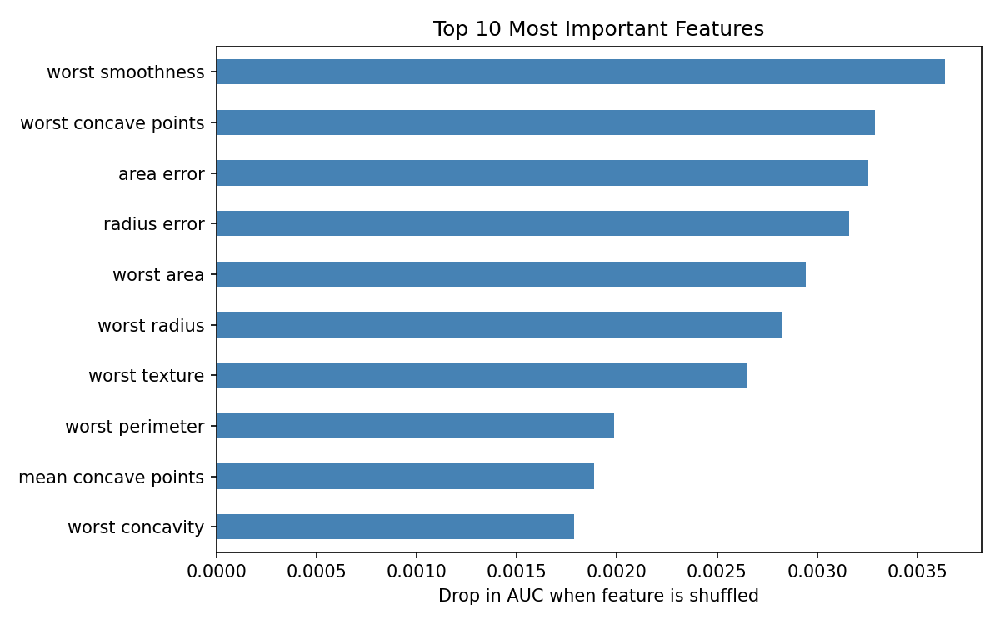 Top 10 Most Important Features
worst smoothness
worst concave points
area error
radius error
worst area
worst radius
worst texture
worst perimeter
mean concave points
worst concavity
0.0000 0.0005 0.0010 0.0015 0.0020 0.0025 0.0030 0.0035
Drop in AUC when feature is shuffled